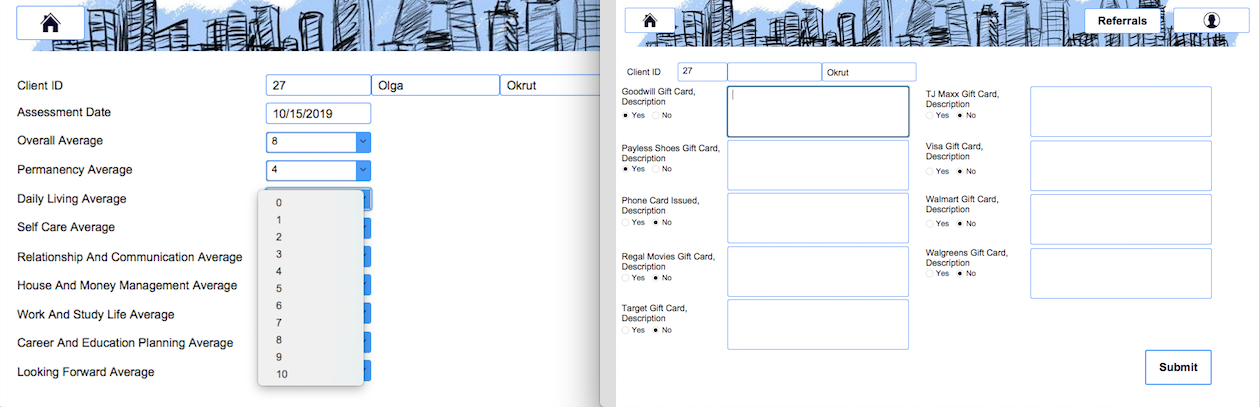 Client ID 27 Olga Okrut
Assessment Date 10/15/2019
Overall Average 8
Permanency Average 4
Daily Living Average
Self Care Average
Relationship And Communication Average
House And Money Management Average
Work And Study Life Average
Career And Education Planning Average
Looking Forward Average
0
1
2
3
4
5
6
7
8
9
10
Referrals
Client ID 27 Okrut
Goodwill Gift Card,
Description
Yes No
Payless Shoes Gift Card,
Description
Yes No
Phone Card Issued,
Description
Yes No
Regal Movies Gift Card,
Description
Yes No
Target Gift Card,
Description
Yes No
TJ Maxx Gift Card,
Description
Yes No
Visa Gift Card,
Description
Yes No
Walmart Gift Card,
Description
Yes No
Walgreens Gift Card,
Description
Yes No
Submit